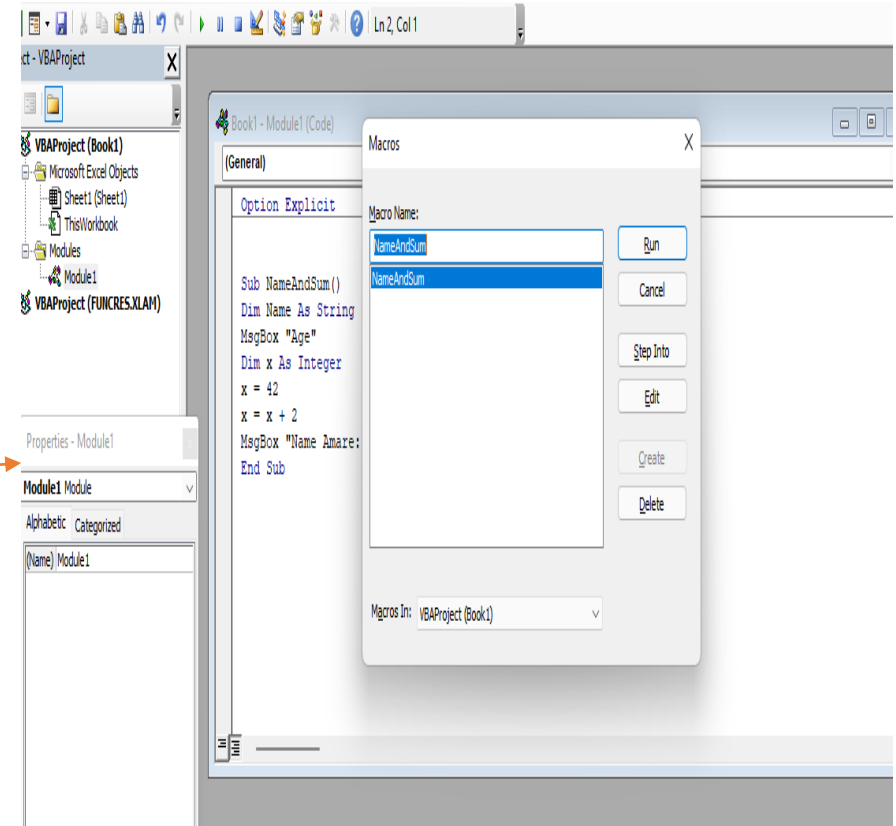 Ln 2, Col 1
ct - VBAProject
VBAProject (Book1)
Microsoft Excel Objects
Sheet1 (Sheet1)
ThisWorkbook
Modules
Module1
VBAProject (FUNCRES.XLAM)
Properties - Module1
Module1 Module
Alphabetic Categorized
(Name) Module1
Book1 - Module1 (Code)
(General)
Option Explicit
Sub NameAndSum()
Dim Name As String
MsgBox "Age"
Dim x As Integer
x = 42
x = x + 2
MsgBox "Name Amare:
End Sub
Macros
Macro Name:
NameAndSum
NameAndSum
Run
Cancel
Step Into
Edit
Create
Delete
Macros In: VBAProject (Book1)